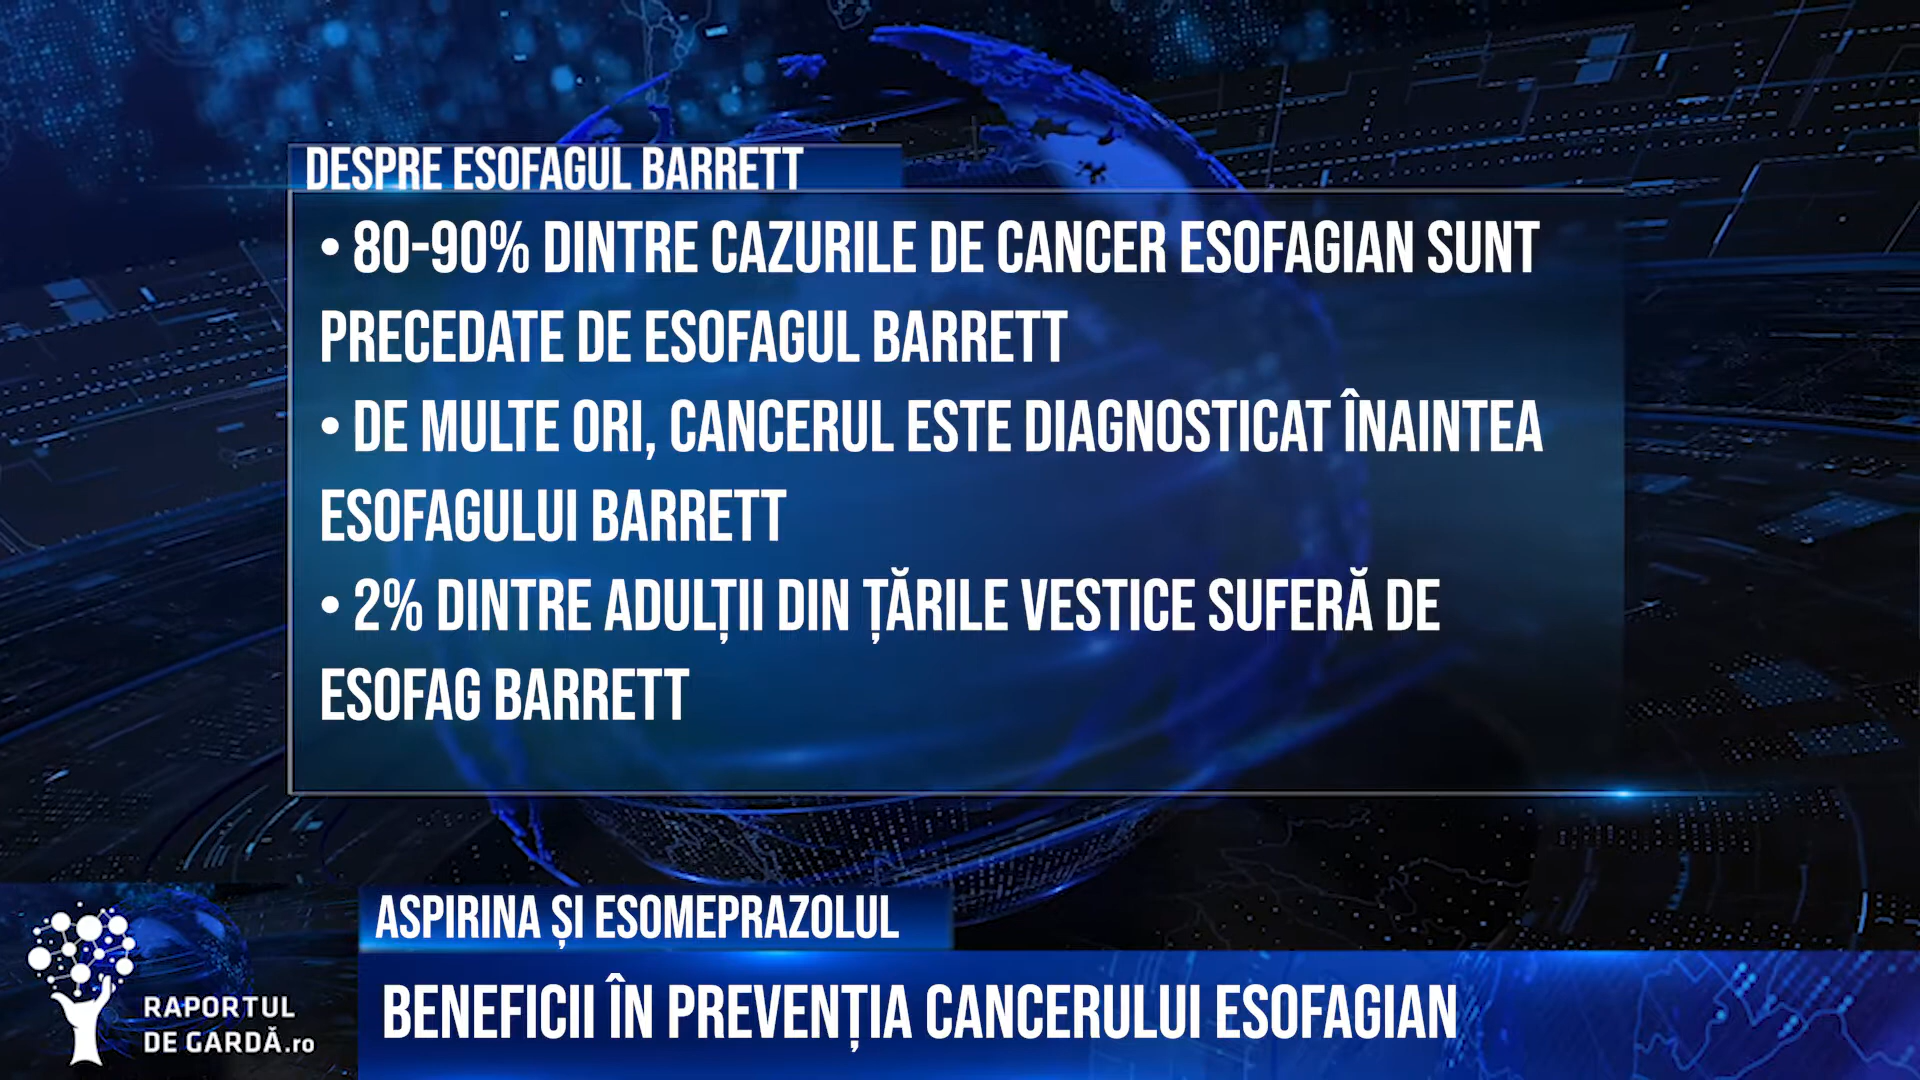 DESPRE ESOFAGUL BARRETT
• 80-90% DINTRE CAZURILE DE CANCER ESOFAGIAN SUNT
PRECEDATE DE ESOFAGUL BARRETT
• DE MULTE ORI, CANCERUL ESTE DIAGNOSTICAT ÎNAINTEA
ESOFAGULUI BARRETT
• 2% DINTRE ADULȚII DIN ȚĂRILE VESTICE SUFERĂ DE
ESOFAG BARRETT
ASPIRINA ȘI ESOMEPRAZOLUL
BENEFICII ÎN PREVENȚIA CANCERULUI ESOFAGIAN
RAPORTUL
DE GARDĂ.ro